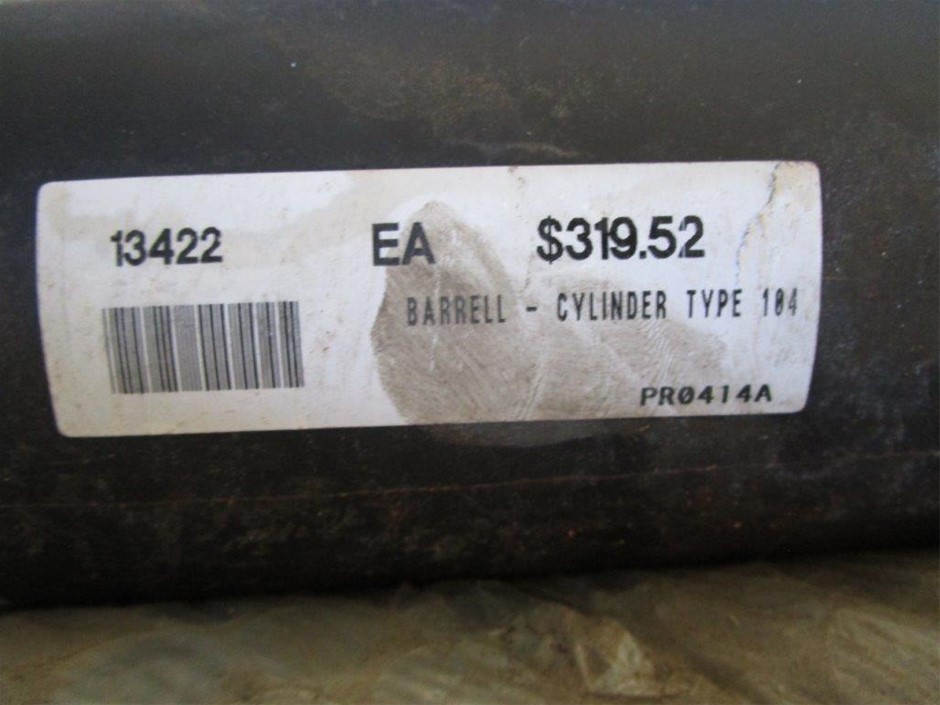 13422 EA $319.52
BARRELL - CYLINDER TYPE 104
PR0414A